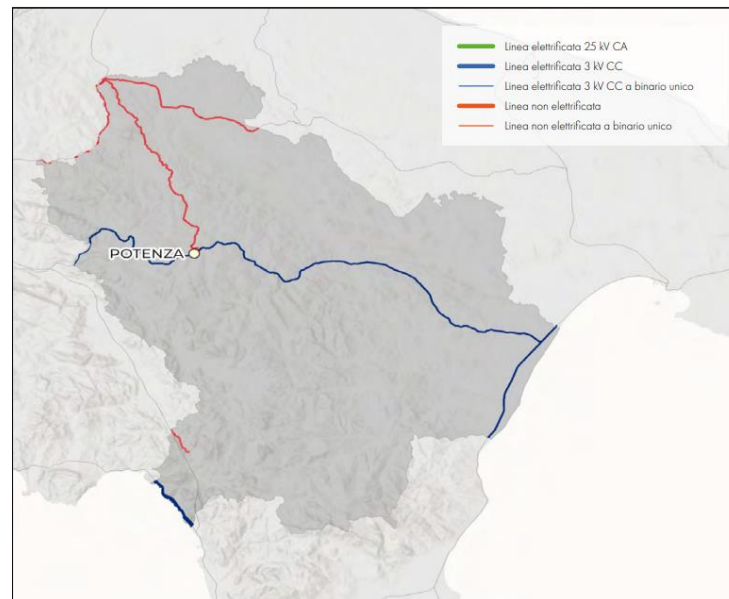 Linea elettrificata 25 kV CA
Linea elettrificata 3 kV CC
Linea elettrificata 3 kV CC a binario unico
Linea non elettrificata
Linea non elettrificata a binario unico
POTENZA